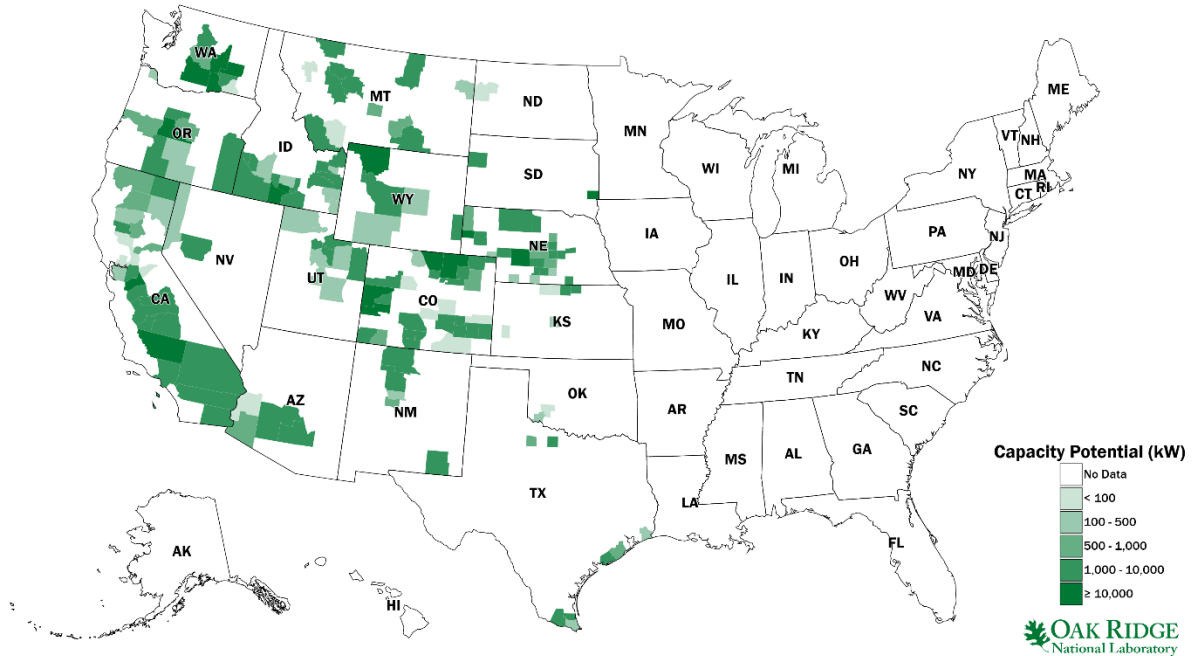 WA
MT
ND
OR
ID
SD
WY
NV
UT
CA
CO
NE
KS
AZ
NM
OK
TX
MN
WI
MI
IA
IL
IN
OH
MO
KY
WV
VA
PA
NY
VT
NH
ME
MA
RI
CT
NJ
MD
DE
TN
NC
SC
AR
MS
AL
GA
LA
FL
AK
HI
Capacity Potential (kW)
No Data
< 100
100 - 500
500 - 1,000
1,000 - 10,000
≥ 10,000
OAK RIDGE
National Laboratory